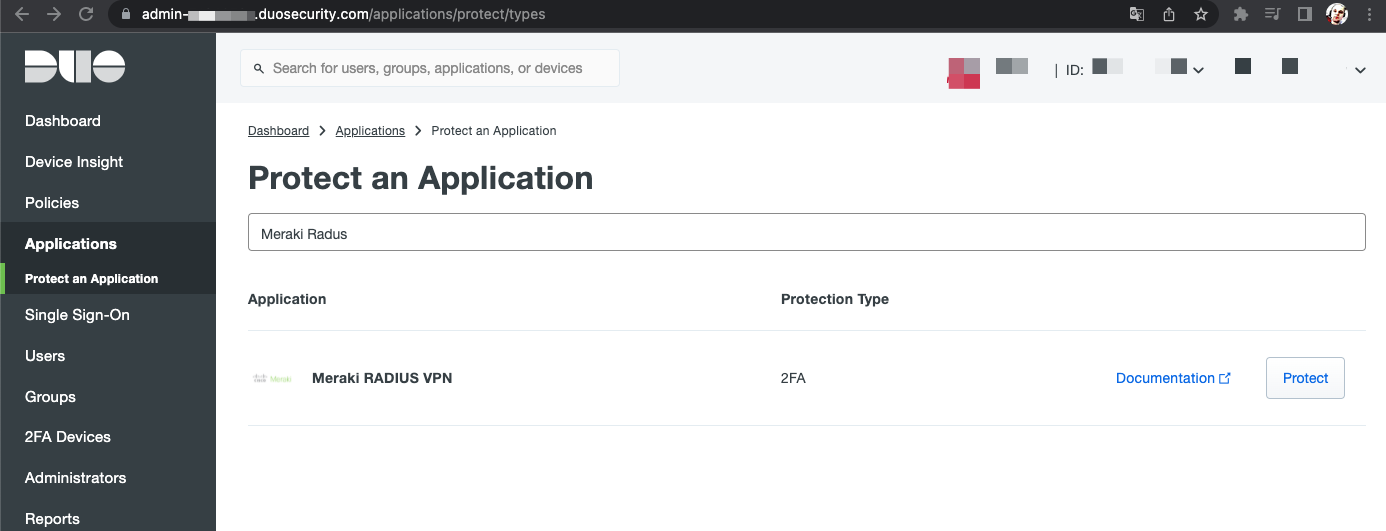 admin-.duosecurity.com/applications/protect/types
DUO
Search for users, groups, applications, or devices
| ID:
Dashboard
Device Insight
Policies
Applications
Protect an Application
Single Sign-On
Users
Groups
2FA Devices
Administrators
Reports
Dashboard > Applications > Protect an Application
Protect an Application
Meraki Radus
Application Protection Type
Meraki Meraki RADIUS VPN 2FA Documentation Protect